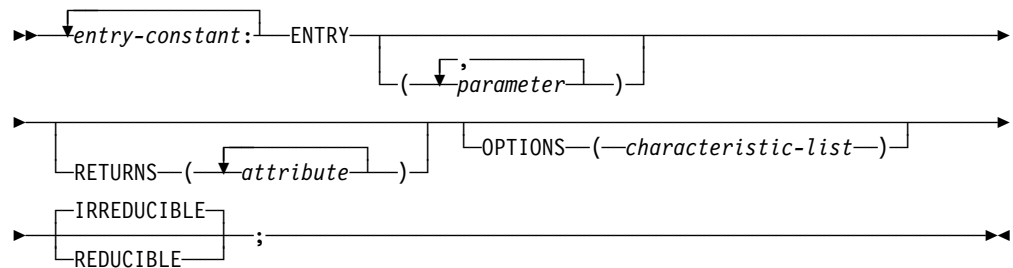 entry-constant: ENTRY
( , parameter )
RETURNS ( attribute )
OPTIONS ( characteristic-list )
IRREDUCIBLE
REDUCIBLE
;